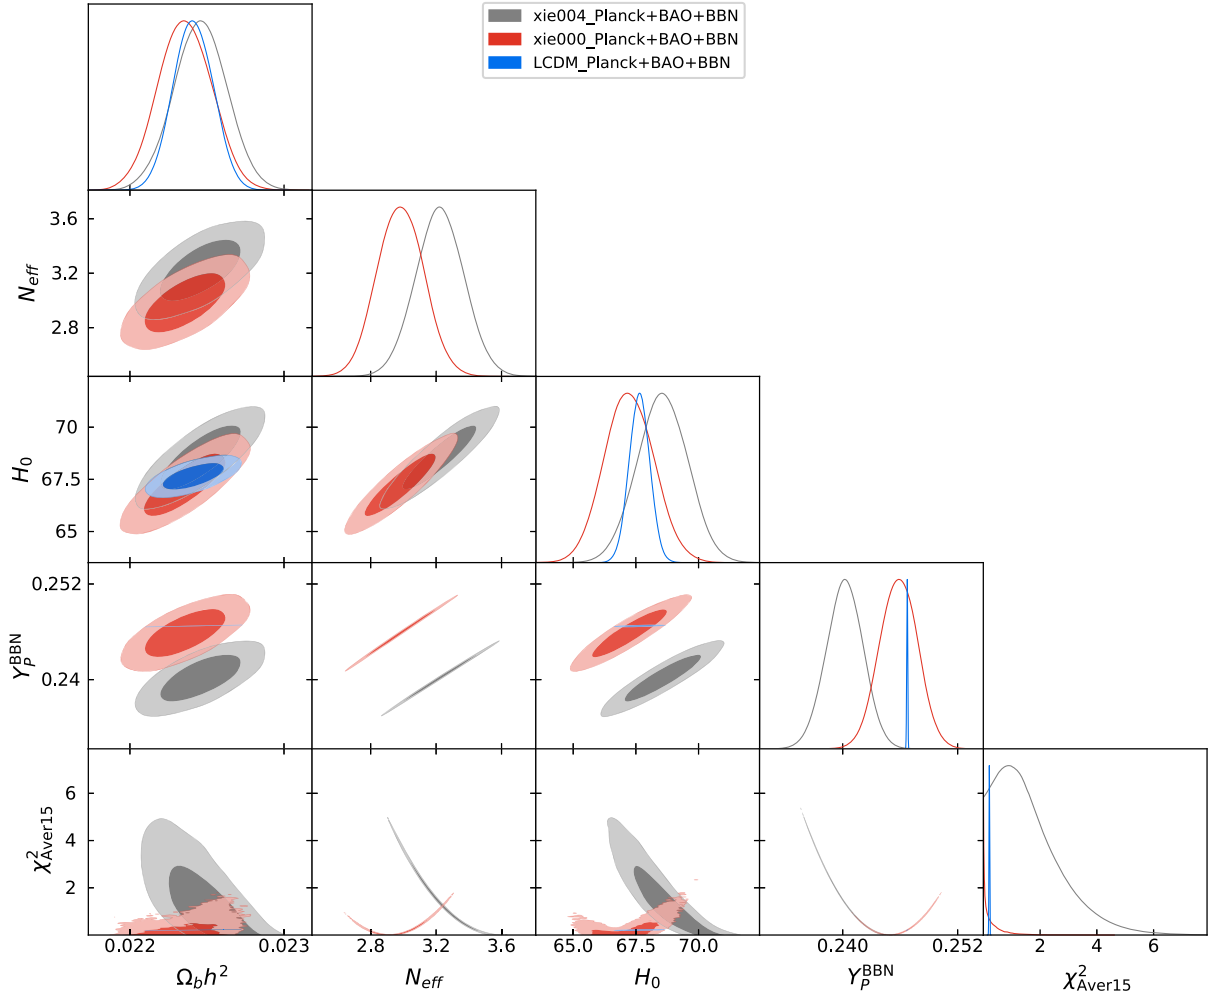 xie004_Planck+BAO+BBN
xie000_Planck+BAO+BBN
LCDM_Planck+BAO+BBN
3.6
3.2
2.8
N_eff
70
67.5
65
H_0
0.252
0.24
Y_P^BBN
6
4
2
χ²_Aver15
0.022 0.023
2.8 3.2 3.6
65.0 67.5 70.0
0.240 0.252
2 4 6
Ω_b h² N_eff H_0 Y_P^BBN χ²_Aver15